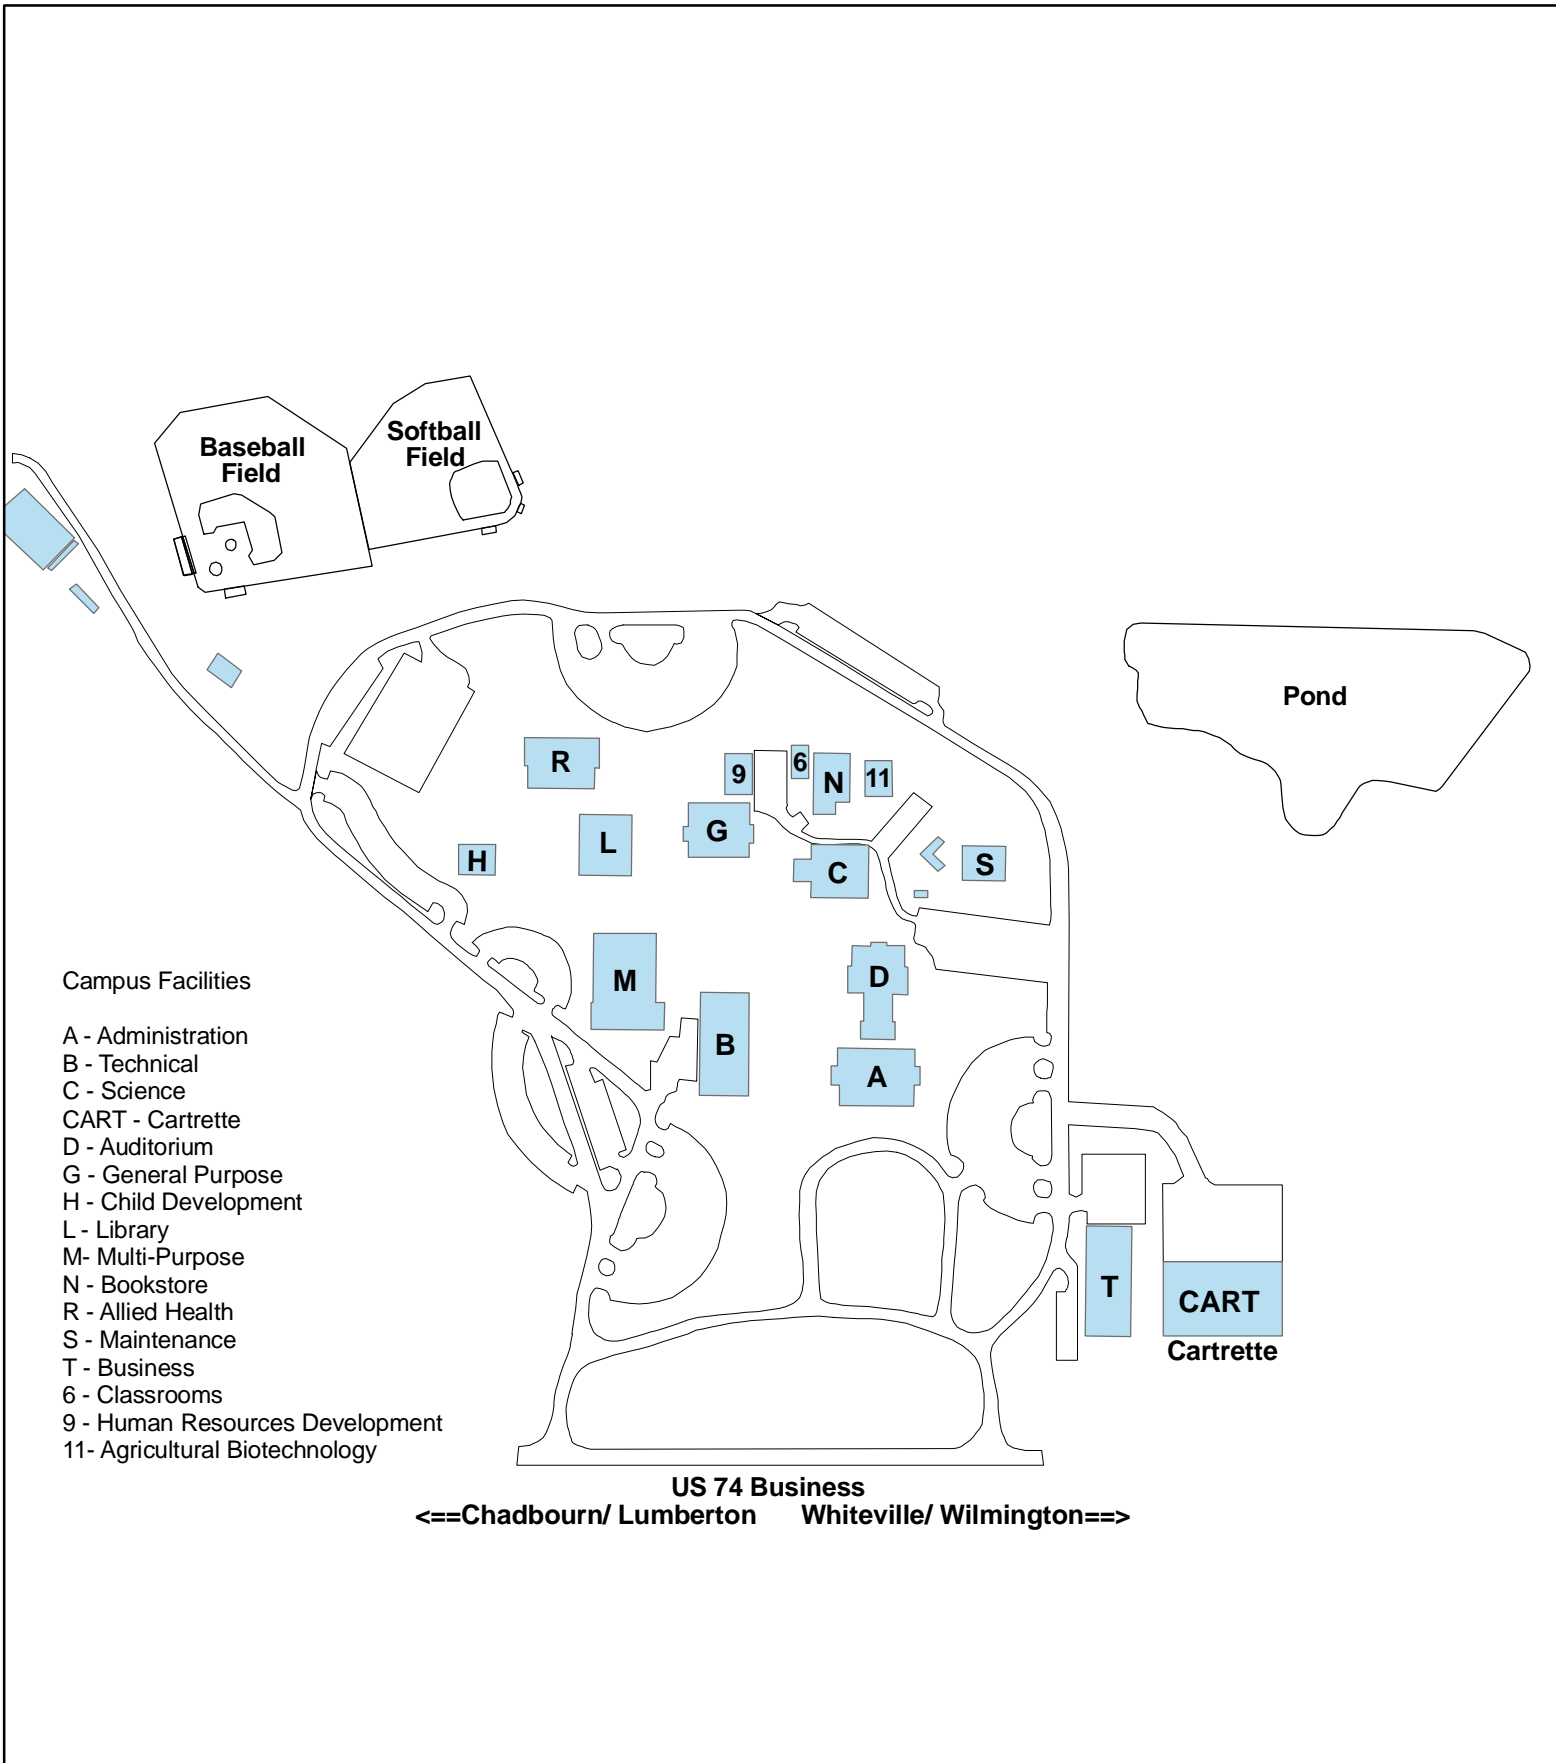 Softball
Field
Baseball
Field
Pond
R
9
6
N
11
G
L
C
H
S
M
D
B
A
T
CART
Cartrette
Campus Facilities
A - Administration
B - Technical
C - Science
CART - Cartrette
D - Auditorium
G - General Purpose
H - Child Development
L - Library
M- Multi-Purpose
N - Bookstore
R - Allied Health
S - Maintenance
T - Business
6 - Classrooms
9 - Human Resources Development
11- Agricultural Biotechnology
US 74 Business
<==Chadbourn/ Lumberton Whiteville/ Wilmington==>